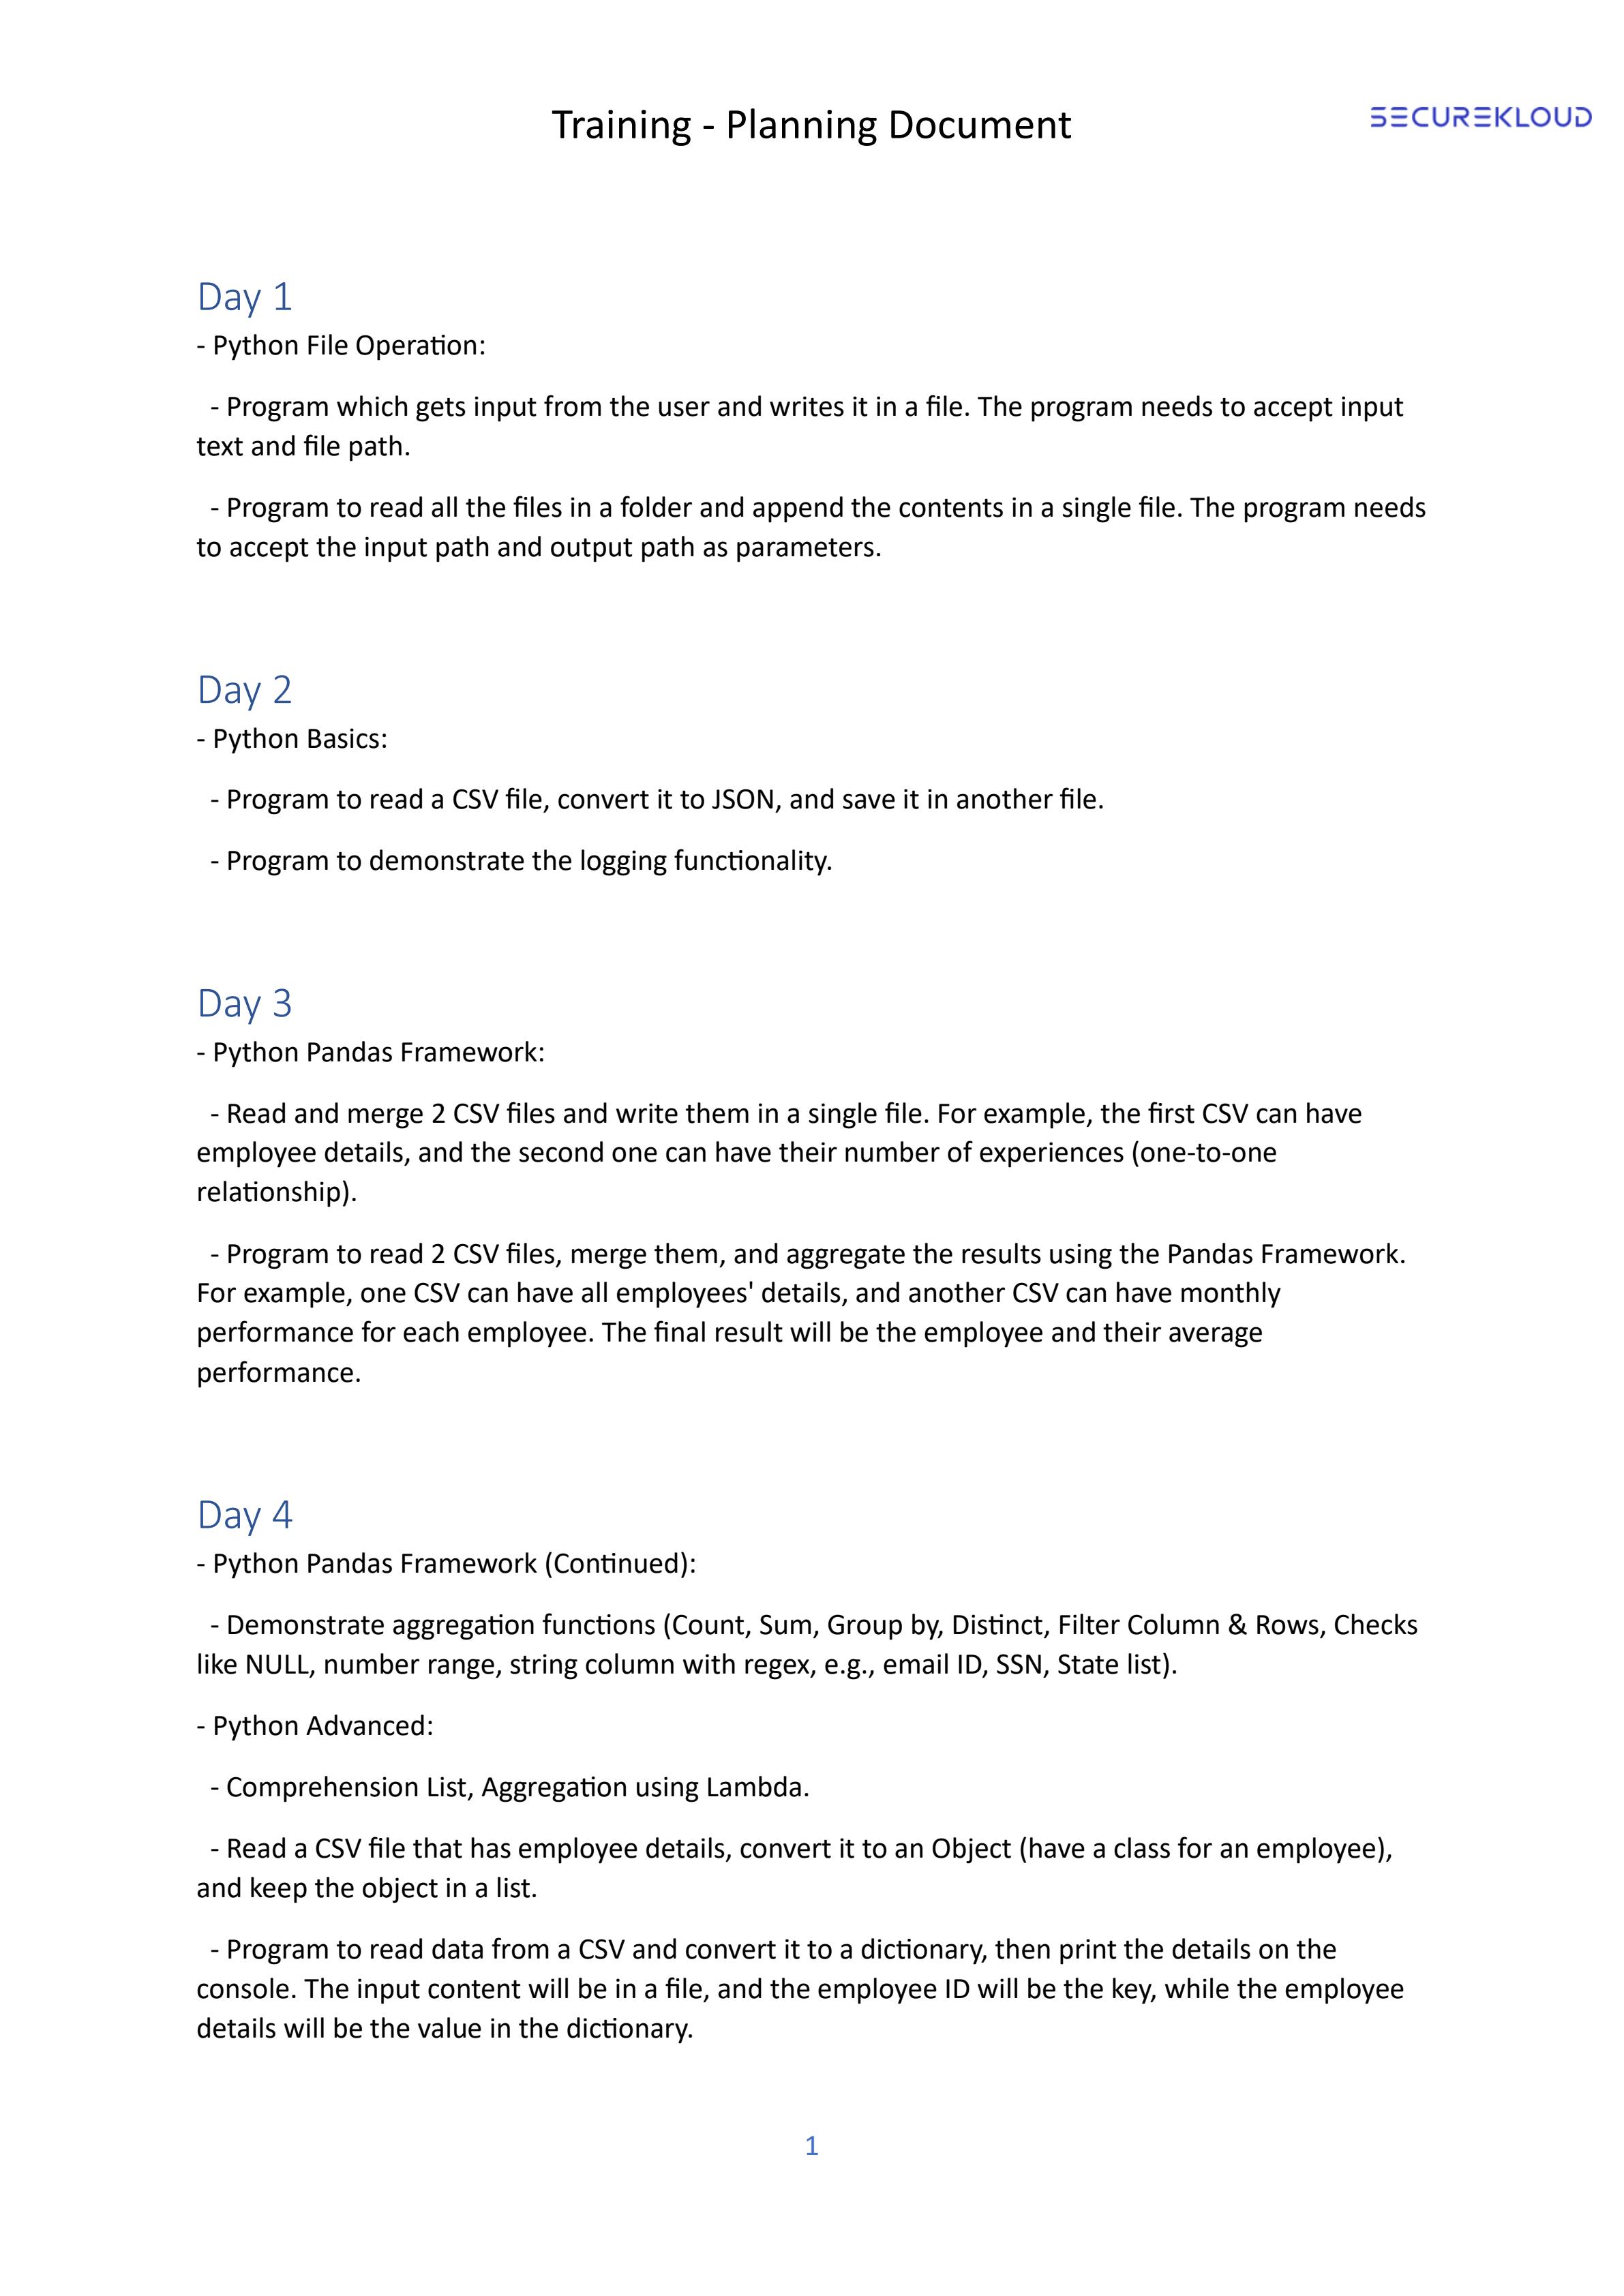 Training - Planning Document
SECUREKLOUD
Day 1
- Python File Operation:
- Program which gets input from the user and writes it in a file. The program needs to accept input
text and file path.
- Program to read all the files in a folder and append the contents in a single file. The program needs
to accept the input path and output path as parameters.
Day 2
- Python Basics:
- Program to read a CSV file, convert it to JSON, and save it in another file.
- Program to demonstrate the logging functionality.
Day 3
- Python Pandas Framework:
- Read and merge 2 CSV files and write them in a single file. For example, the first CSV can have
employee details, and the second one can have their number of experiences (one-to-one
relationship).
- Program to read 2 CSV files, merge them, and aggregate the results using the Pandas Framework.
For example, one CSV can have all employees' details, and another CSV can have monthly
performance for each employee. The final result will be the employee and their average
performance.
Day 4
- Python Pandas Framework (Continued):
- Demonstrate aggregation functions (Count, Sum, Group by, Distinct, Filter Column & Rows, Checks
like NULL, number range, string column with regex, e.g., email ID, SSN, State list).
- Python Advanced:
- Comprehension List, Aggregation using Lambda.
- Read a CSV file that has employee details, convert it to an Object (have a class for an employee),
and keep the object in a list.
- Program to read data from a CSV and convert it to a dictionary, then print the details on the
console. The input content will be in a file, and the employee ID will be the key, while the employee
details will be the value in the dictionary.
1